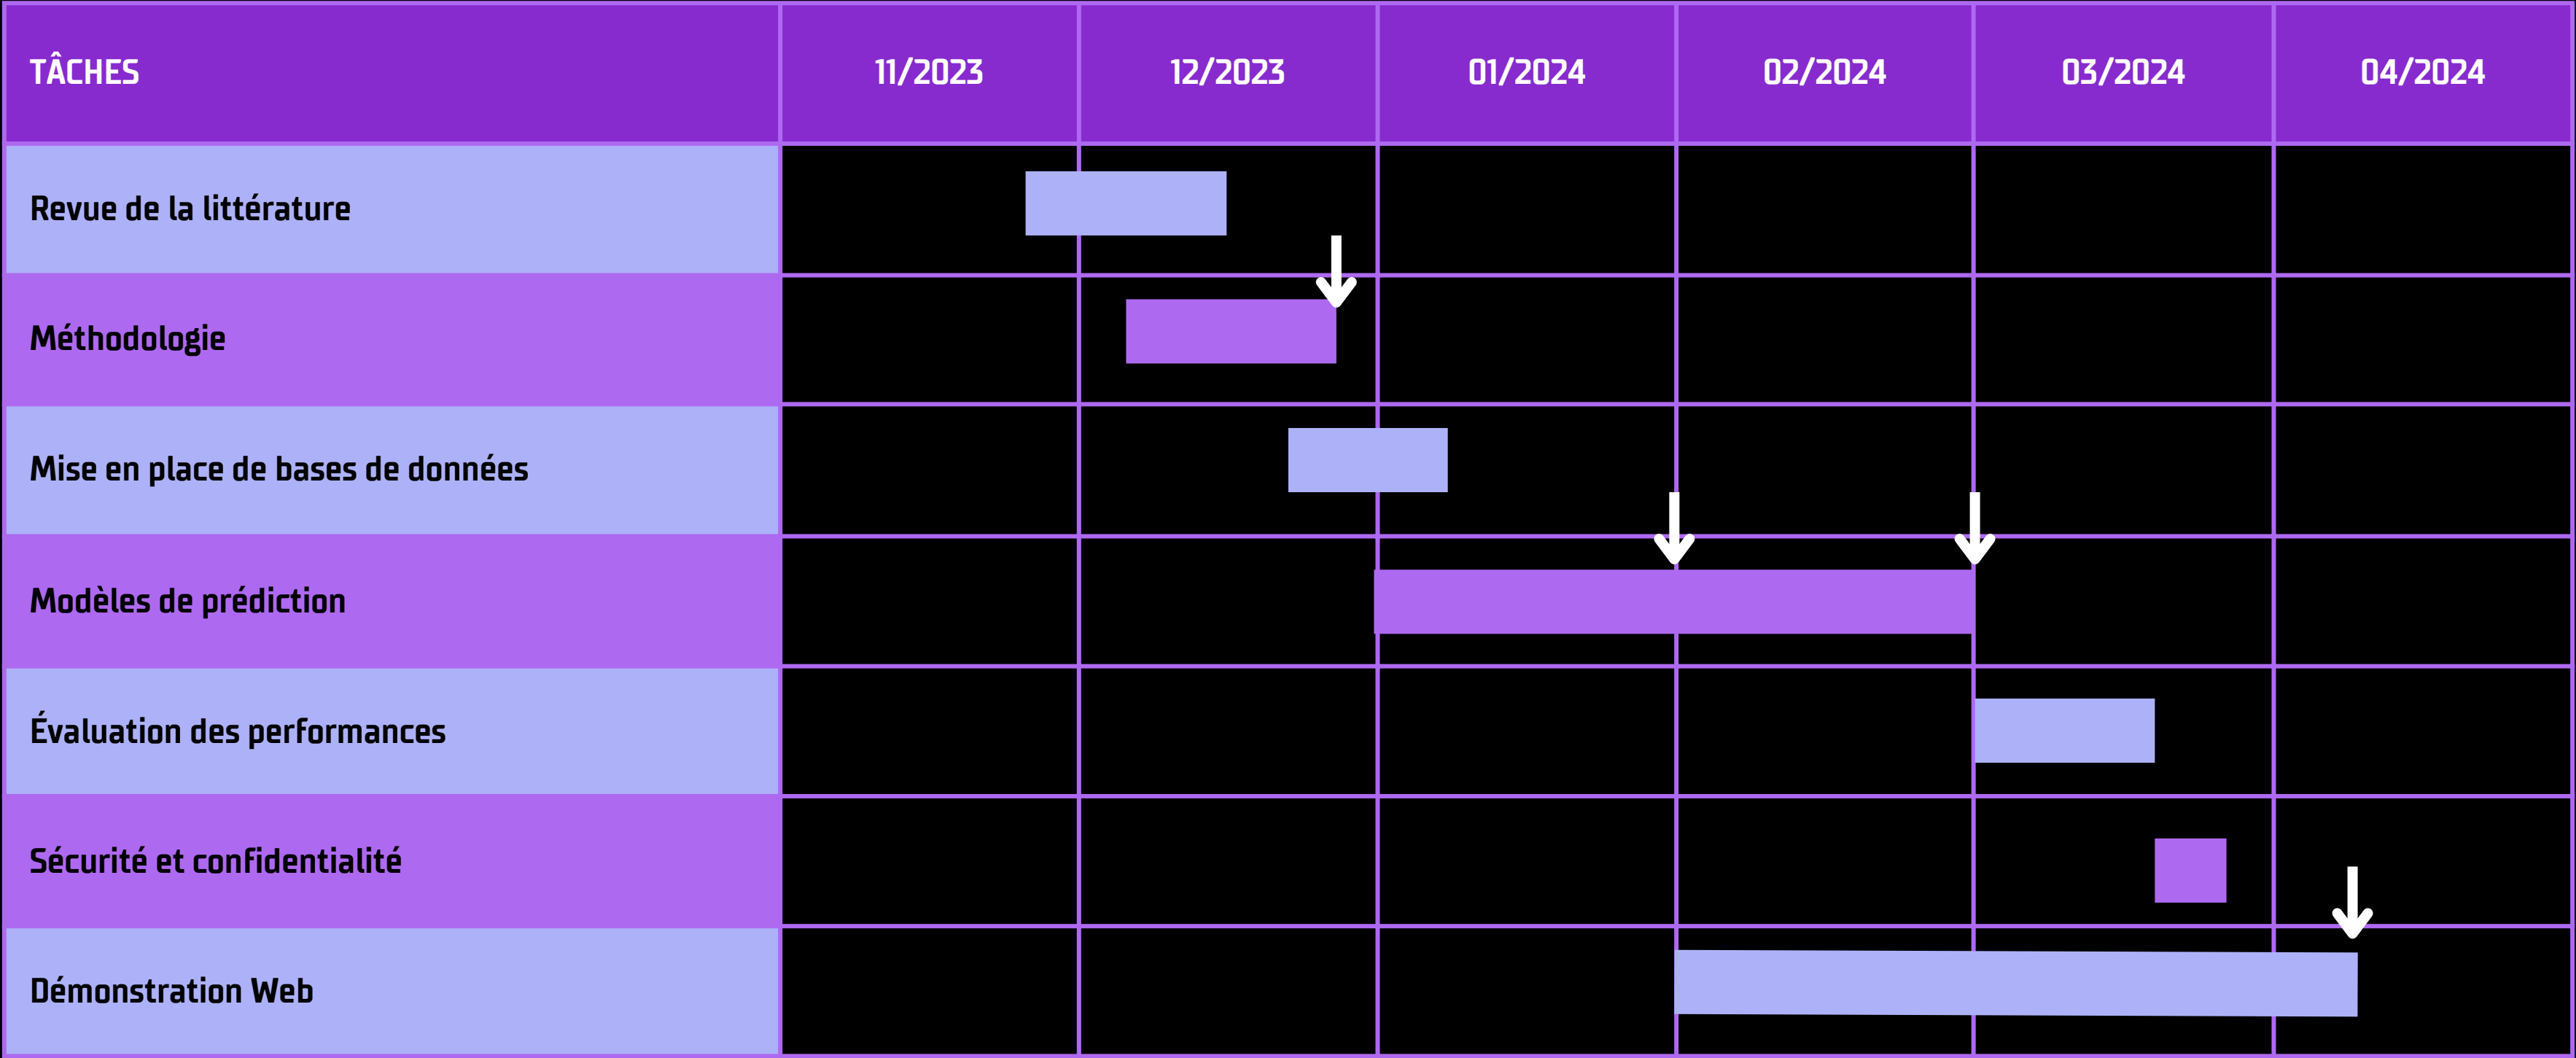 TÂCHES 11/2023 12/2023 01/2024 02/2024 03/2024 04/2024
Revue de la littérature
Méthodologie
Mise en place de bases de données
Modèles de prédiction
Évaluation des performances
Sécurité et confidentialité
Démonstration Web